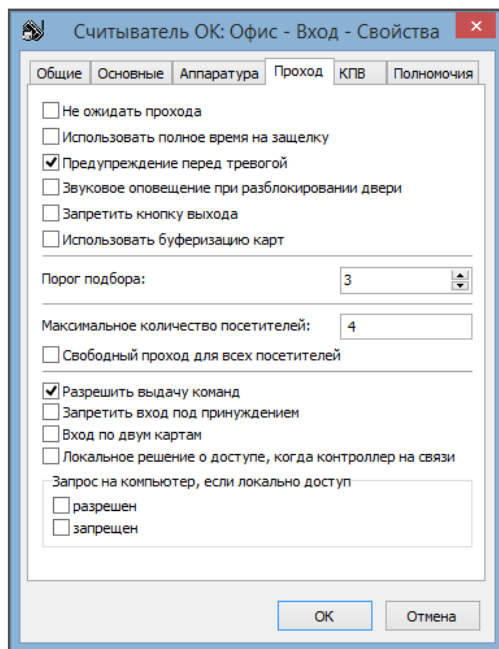 Считыватель ОК: Офис - Вход - Свойства
Общие Основные Аппаратура Проход КПВ Полномочия
Не ожидать прохода
Использовать полное время на защелку
Предупреждение перед тревогой
Звуковое оповещение при разблокировании двери
Запретить кнопку выхода
Использовать буферизацию карт
Порог подбора: 3
Максимальное количество посетителей: 4
Свободный проход для всех посетителей
Разрешить выдачу команд
Запретить вход под принуждением
Вход по двум картам
Локальное решение о доступе, когда контроллер на связи
Запрос на компьютер, если локально доступ
разрешен
запрещен
ОК Отмена